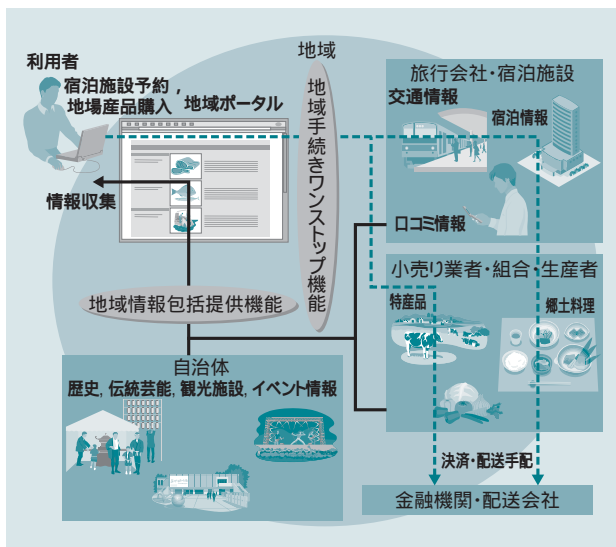 地域
利用者
宿泊施設予約，
地場産品購入
地域ポータル
情報収集
地域手続きワンストップ機能
地域情報包括提供機能
旅行会社・宿泊施設
交通情報
宿泊情報
口コミ情報
小売り業者・組合・生産者
特産品
郷土料理
自治体
歴史，伝統芸能，観光施設，イベント情報
決済・配送手配
金融機関・配送会社